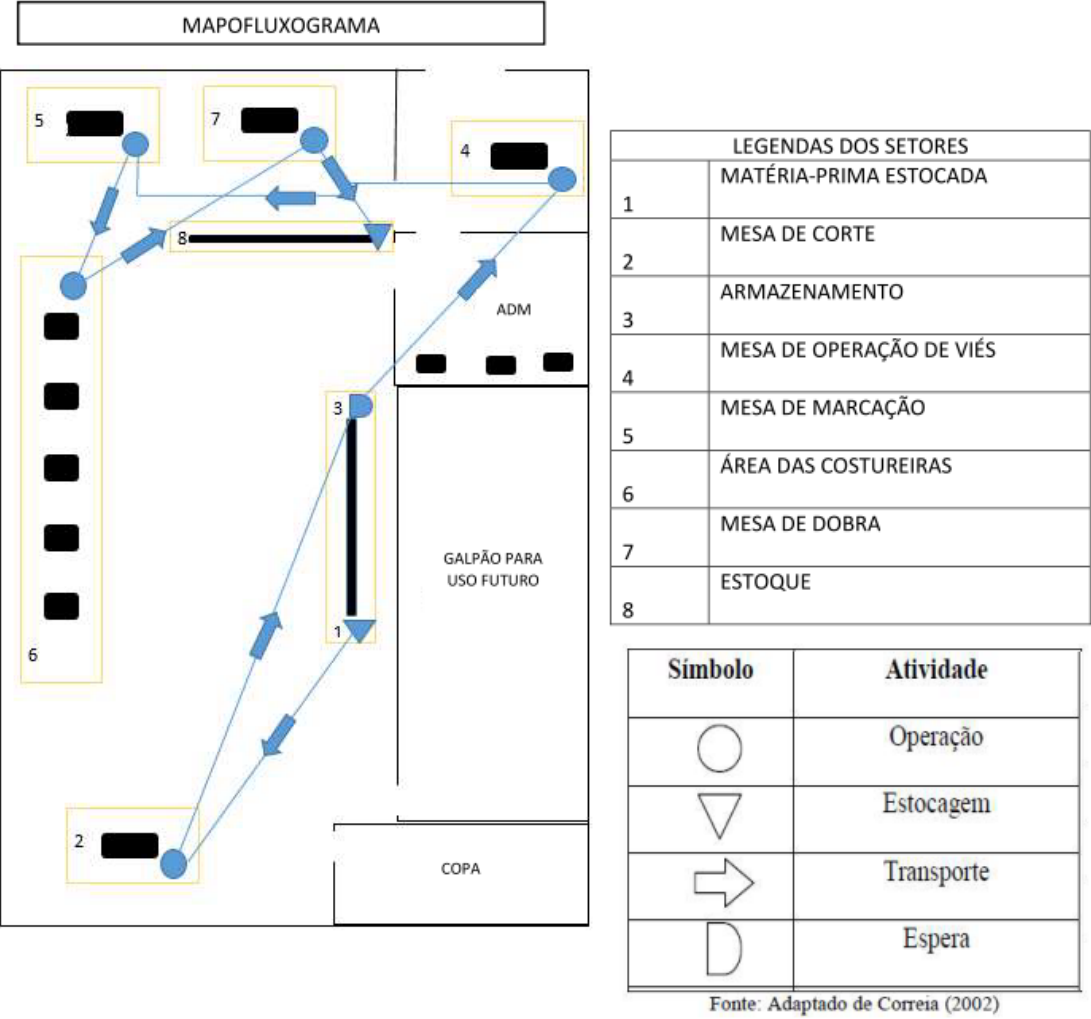 MAPOFLUXOGRAMA
5
7
4
8
ADM
3
GALPÃO PARA
USO FUTURO
1
6
2
COPA
LEGENDAS DOS SETORES
1 MATÉRIA-PRIMA ESTOCADA
2 MESA DE CORTE
3 ARMAZENAMENTO
4 MESA DE OPERAÇÃO DE VIÉS
5 MESA DE MARCAÇÃO
6 ÁREA DAS COSTUREIRAS
7 MESA DE DOBRA
8 ESTOQUE
Símbolo Atividade
Operação
Estocagem
Transporte
Espera
Fonte: Adaptado de Correia (2002)